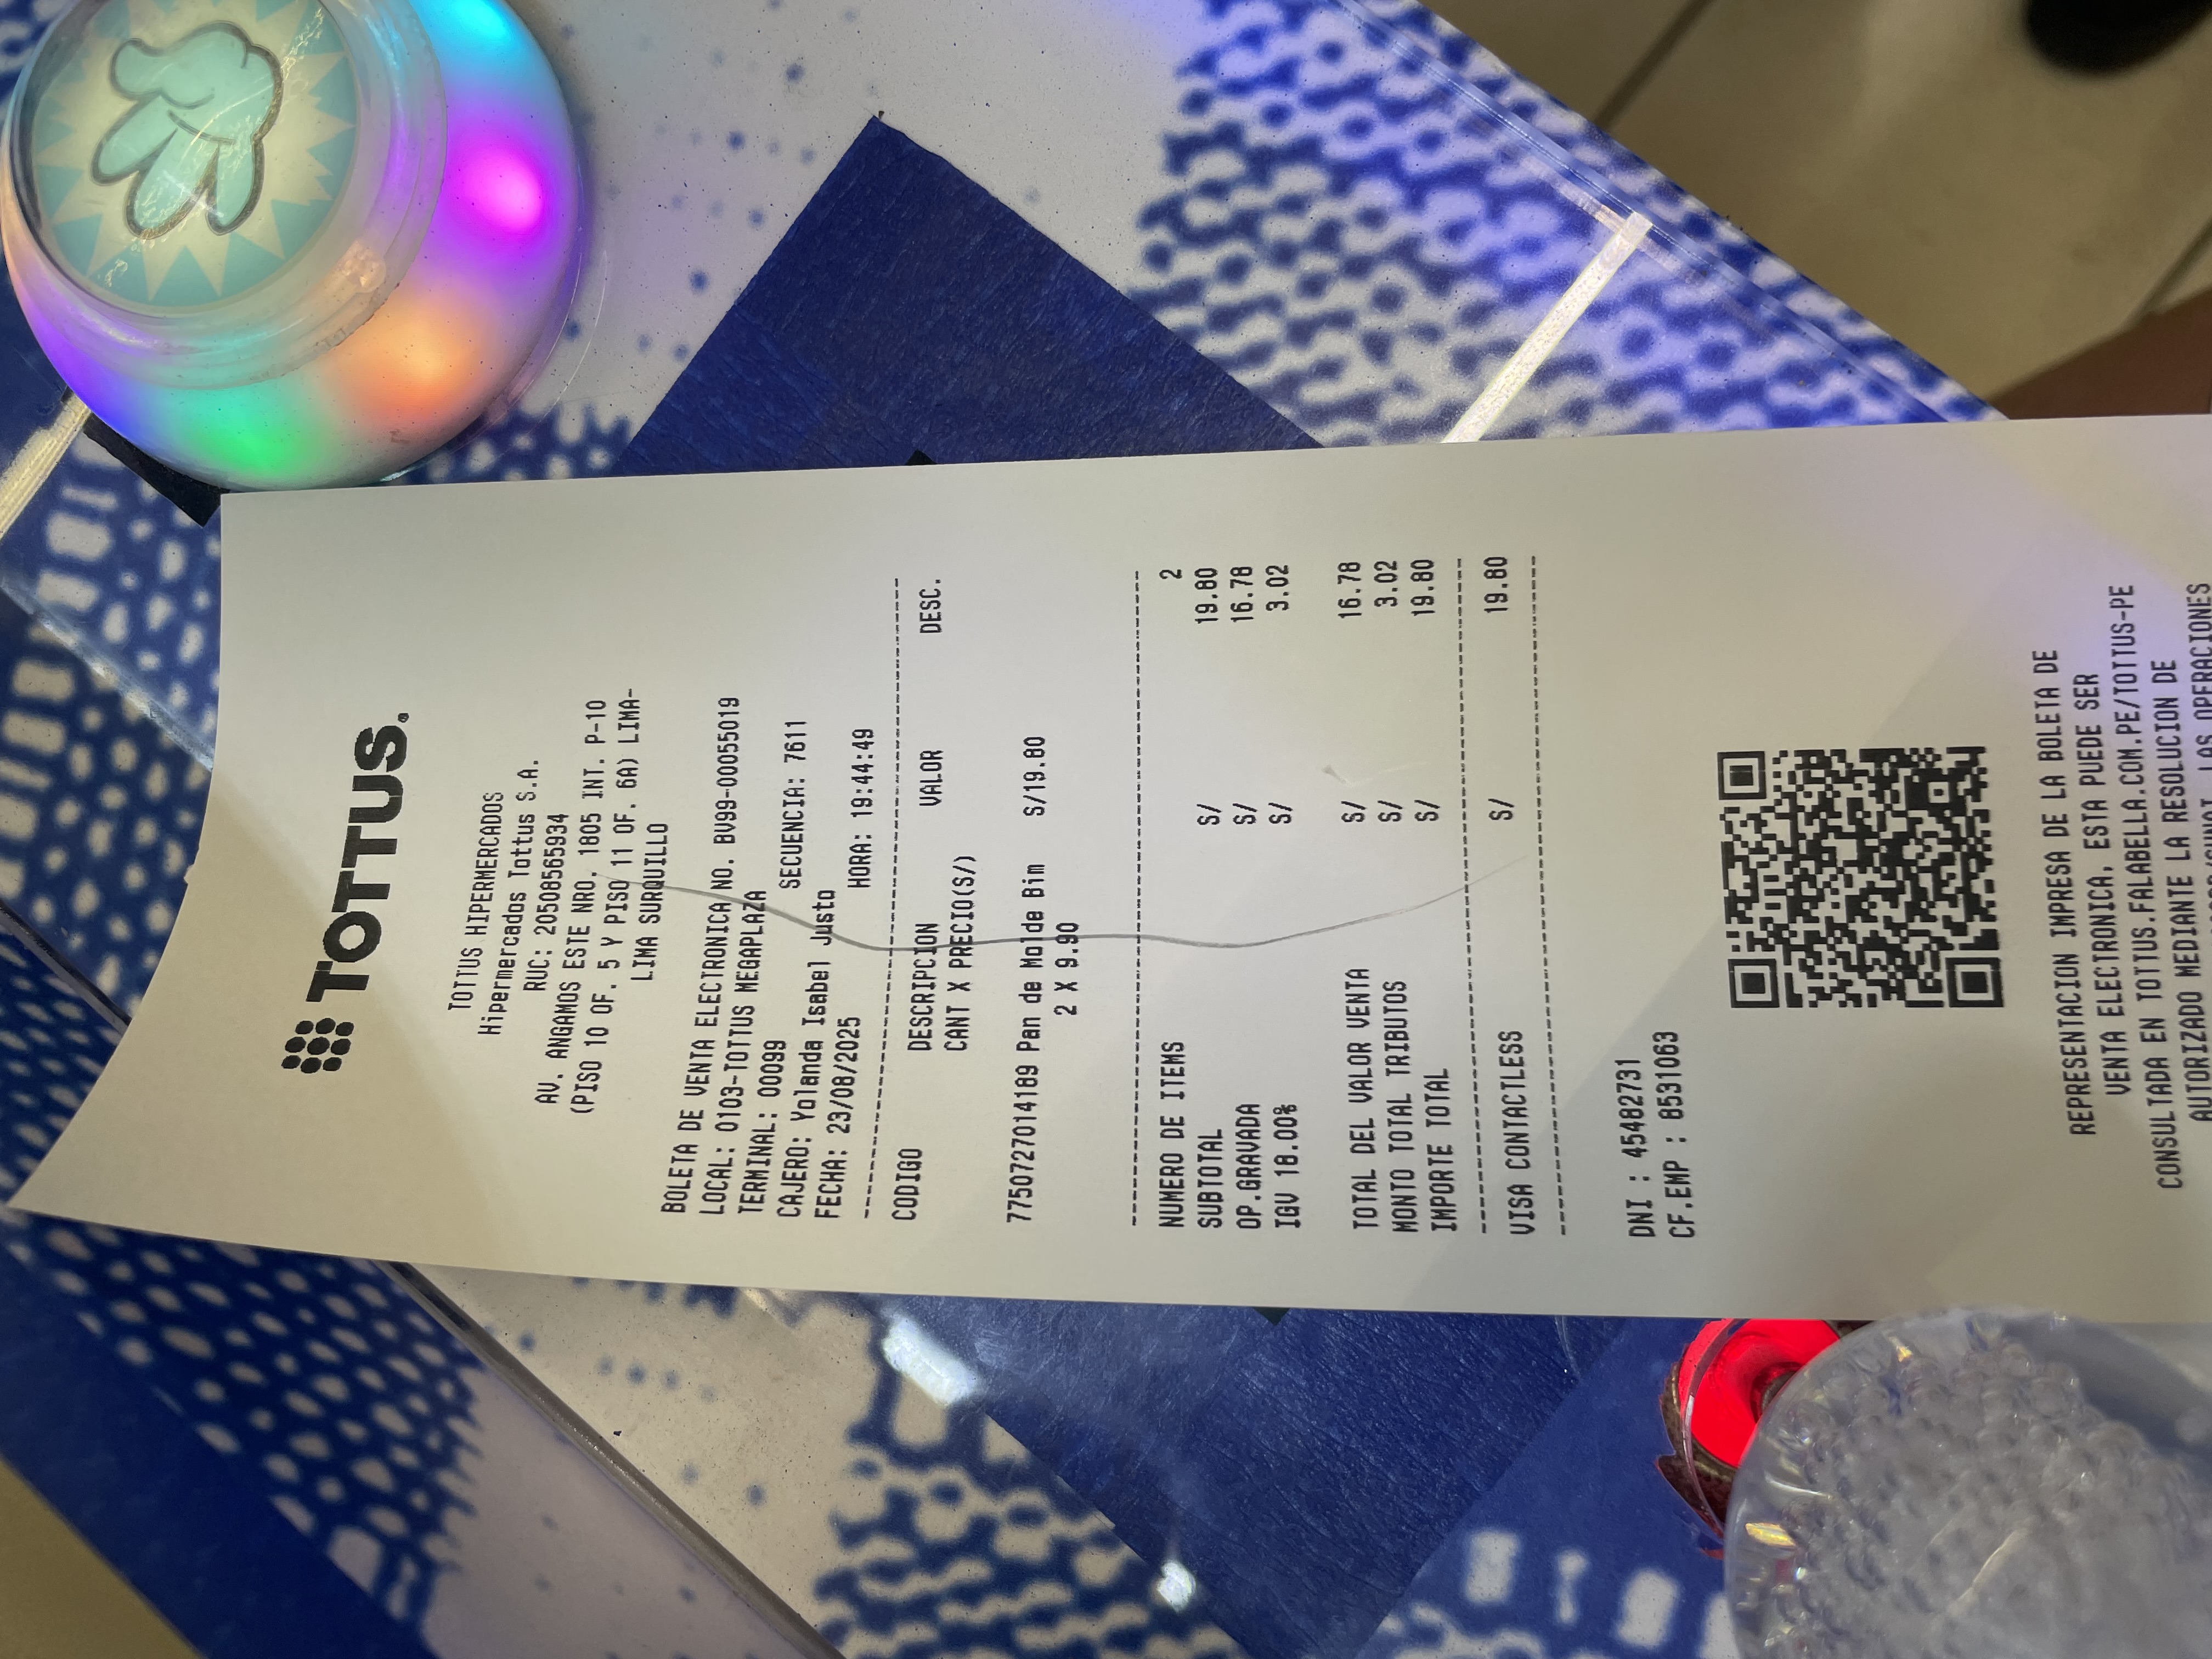 TOTTUS.
TOTTUS HIPERMERCADOS
Hipermercados Tottus S.A.
RUC: 20508565934
AV. ANGAMOS ESTE NRO. 1805 INT. P-10
(PISO 10 OF. 5 Y PISO 11 OF. 6A) LIMA-
LIMA SURQUILLO
BOLETA DE VENTA ELECTRONICA NO. BV99-00055019
LOCAL: 0103-TOTTUS MEGAPLAZA
TERMINAL: 00099 SECUENCIA: 7611
CAJERO: Yolanda Isabel Justo
FECHA: 23/08/2025 HORA: 19:44:49
CODIGO DESCRIPCION VALOR DESC.
CANT X PRECIO(S/)
7750727014189 Pan de Molde Bim S/19.80
2 X 9.90
NUMERO DE ITEMS 2
SUBTOTAL S/ 19.80
OP.GRAVADA S/ 16.78
IGV 18.00% S/ 3.02
TOTAL DEL VALOR VENTA S/ 16.78
MONTO TOTAL TRIBUTOS S/ 3.02
IMPORTE TOTAL S/ 19.80
VISA CONTACTLESS S/ 19.80
DNI : 45482731
CF.EMP : 8531063
REPRESENTACION IMPRESA DE LA BOLETA DE
VENTA ELECTRONICA, ESTA PUEDE SER
CONSULTADA EN TOTTUS.FALABELLA.COM.PE/TOTTUS-PE
AUTORIZADO MEDIANTE LA RESOLUCION DE
LAS OPERACIONES